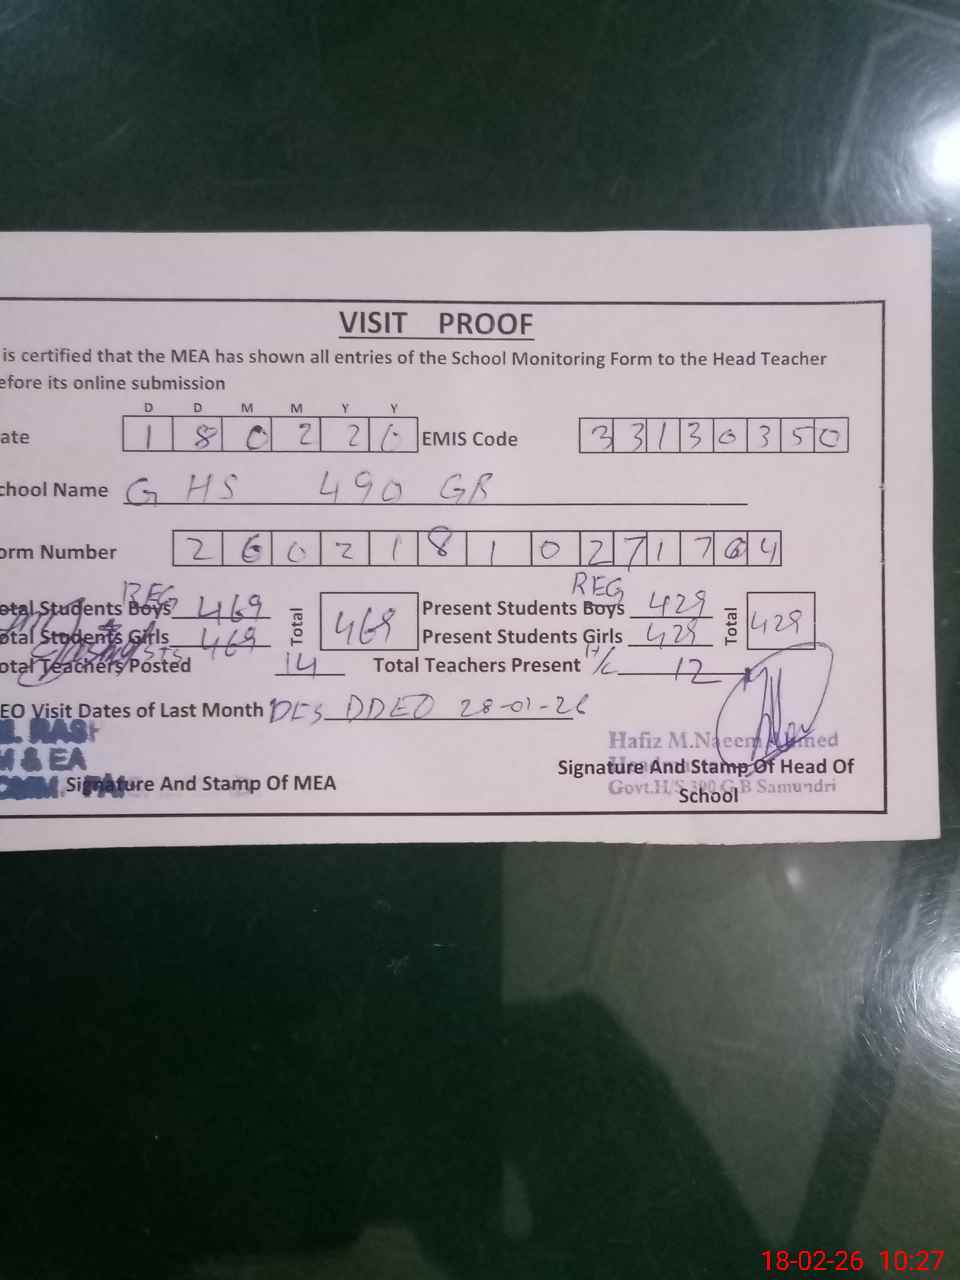 VISIT PROOF
is certified that the MEA has shown all entries of the School Monitoring Form to the Head Teacher
efore its online submission
D D M M Y Y
ate 1 8 0 2 2 6 EMIS Code 3 3 1 3 0 3 5 0
chool Name G HS 490 GB
orm Number 2 6 0 2 1 8 1 0 2 7 1 7 6 4
REG REG
otal Students Boys 469 Total 469 Present Students Boys 429 Total 429
otal Students Girls 469 Present Students Girls 429
otal Teachers Posted 14 Total Teachers Present 12
EO Visit Dates of Last Month DDEO 28-01-26
M & EA
Hafiz M.Naeem Ahmed
Signature And Stamp Of MEA
Signature And Stamp Of Head Of
School
Govt.H/S G.B Samundri
18-02-26 10:27